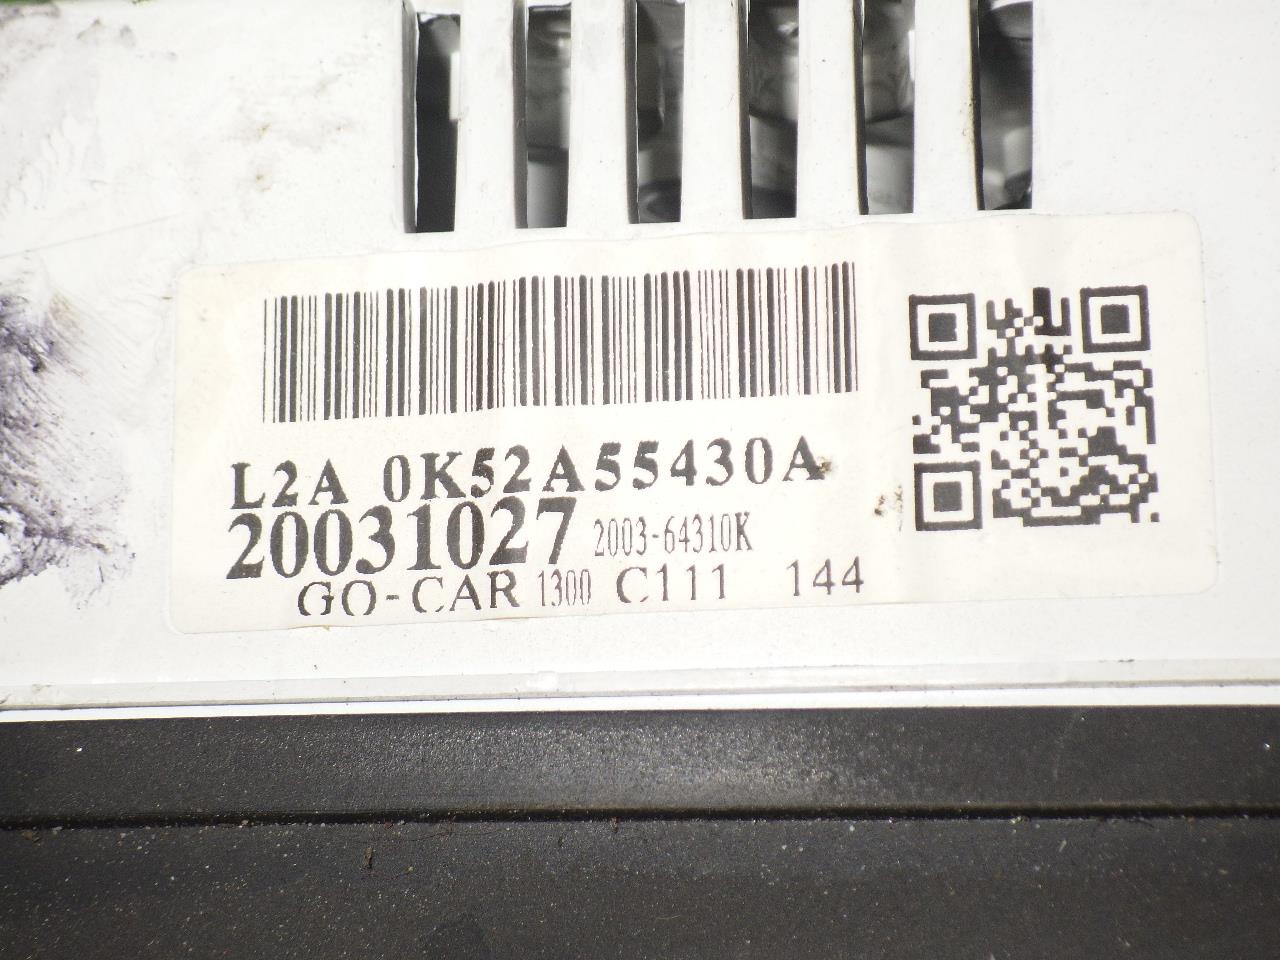 L2A 0K52A55430A
20031027 2003-64310K
GO-CAR 1300 C111 144